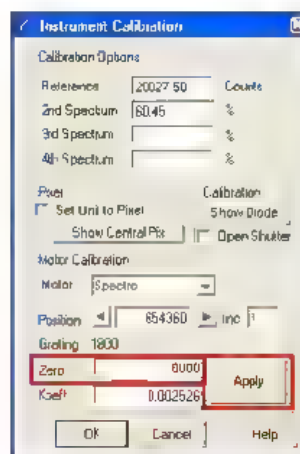 Instrument Calibration
Calibration Options
Reference 20027.50 Counts
2nd Spectrum 60.45 %
3rd Spectrum %
4th Spectrum %
Pixel Calibration
Set Unit to Pixel Show Diode
Show Central Pix Open Shutter
Motor Calibration
Motor Spectro
Position 654360 Inc
Grating 1800
Zero Apply
Koeff 0.002526
OK Cancel Help